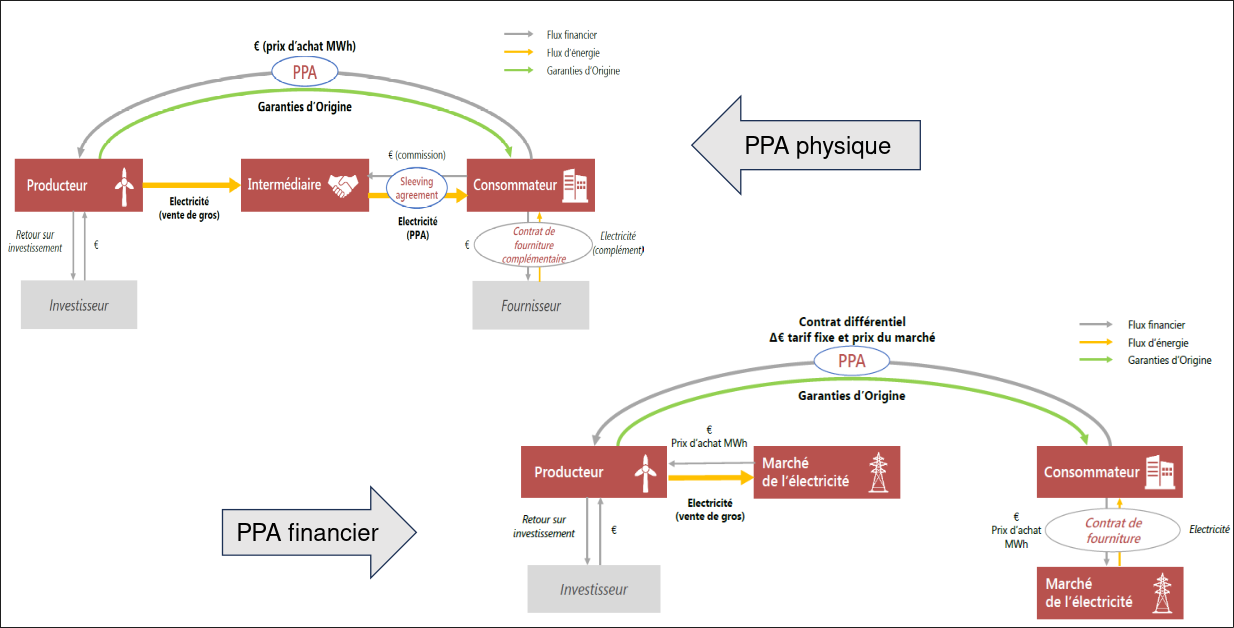 € (prix d'achat MWh)
PPA
Garanties d'Origine
Flux financier
Flux d'énergie
Garanties d'Origine
PPA physique
Producteur
Electricité
(vente de gros)
Intermédiaire
€ (commission)
Sleeving
agreement
Electricité
(PPA)
Consommateur
Retour sur
investissement
€
Investisseur
€
Contrat de
fourniture
complémentaire
Electricité
(complément)
Fournisseur
PPA financier
Contrat différentiel
Δ€ tarif fixe et prix du marché
PPA
Garanties d'Origine
Flux financier
Flux d'énergie
Garanties d'Origine
Producteur
€
Prix d'achat MWh
Electricité
(vente de gros)
Marché
de l'électricité
Consommateur
Retour sur
investissement
€
Investisseur
€
Prix d'achat
MWh
Contrat de
fourniture
Electricité
Marché
de l'électricité